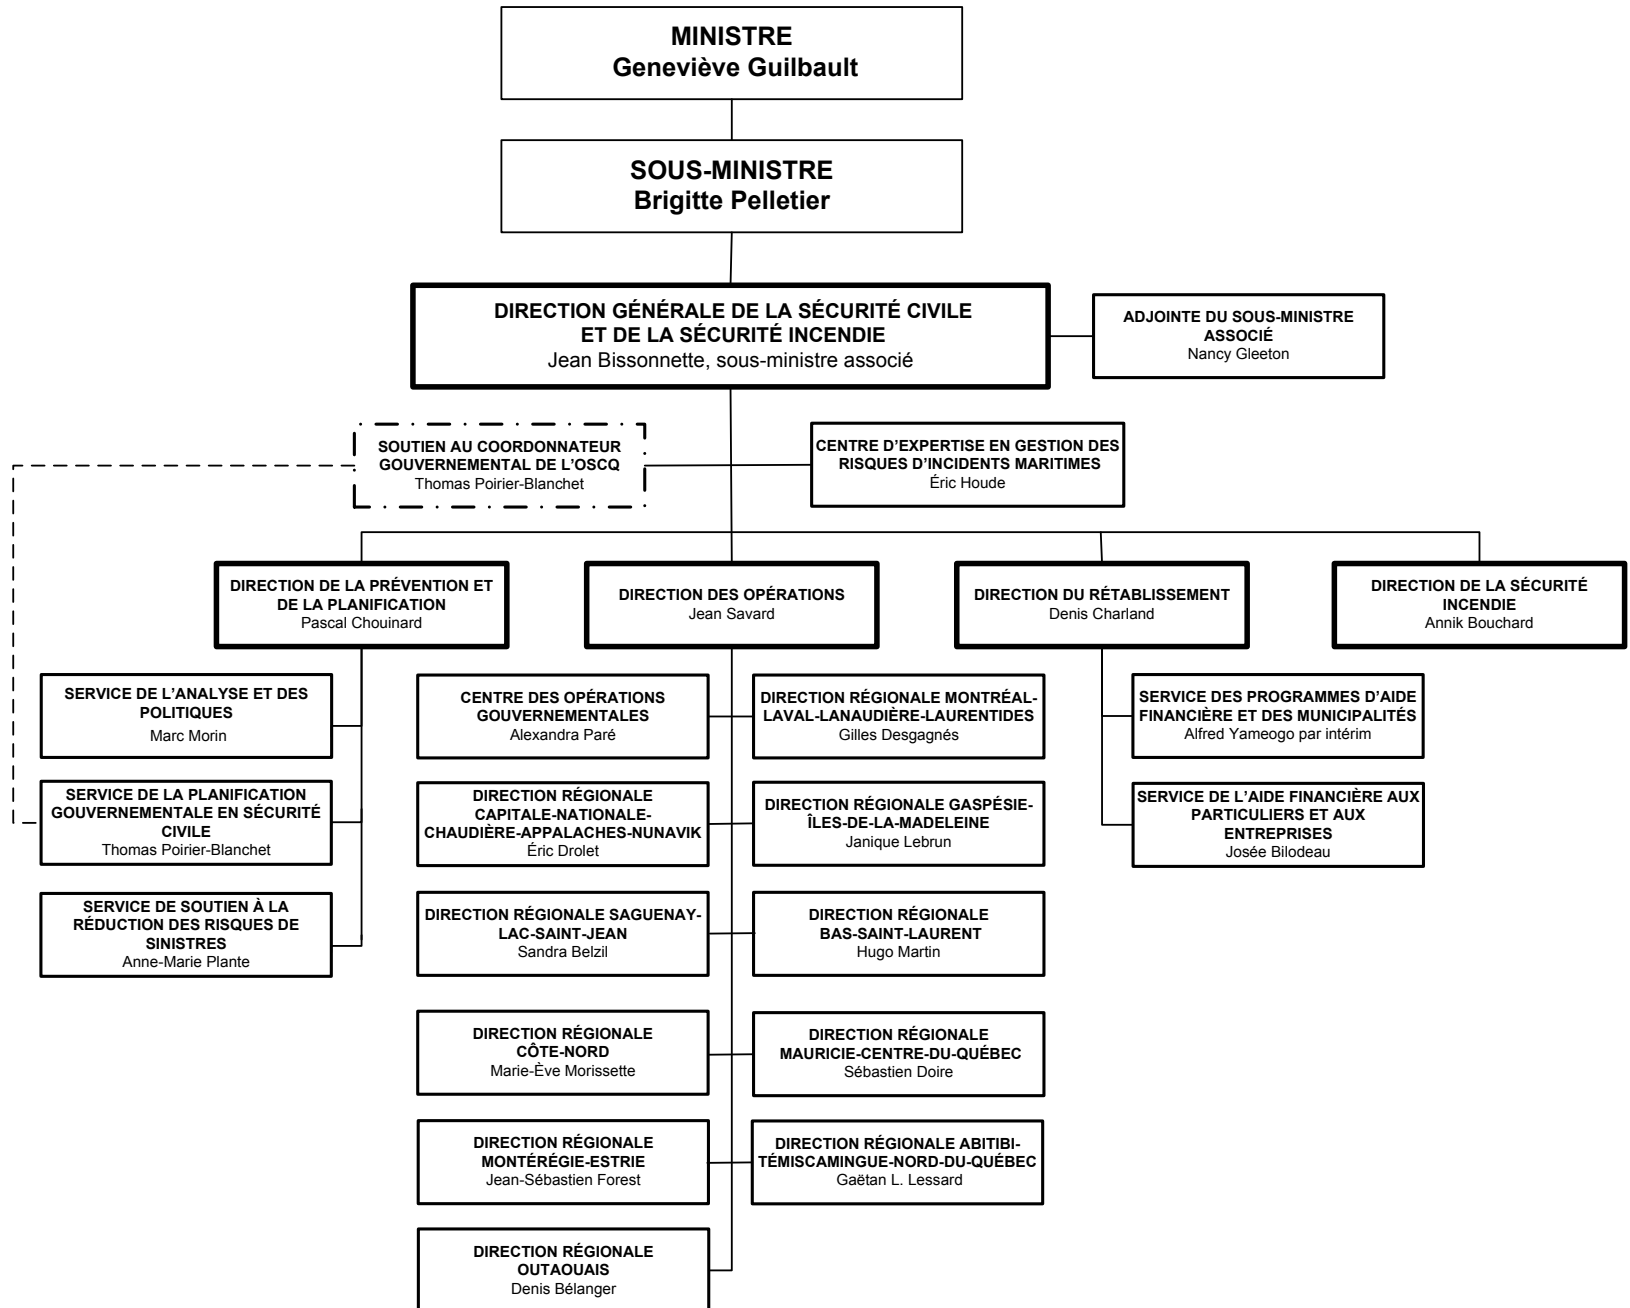 MINISTRE
Geneviève Guilbault
SOUS-MINISTRE
Brigitte Pelletier
DIRECTION GÉNÉRALE DE LA SÉCURITÉ CIVILE
ET DE LA SÉCURITÉ INCENDIE
Jean Bissonnette, sous-ministre associé
ADJOINTE DU SOUS-MINISTRE
ASSOCIÉ
Nancy Gleeton
SOUTIEN AU COORDONNATEUR
GOUVERNEMENTAL DE L'OSCQ
Thomas Poirier-Blanchet
CENTRE D'EXPERTISE EN GESTION DES
RISQUES D'INCIDENTS MARITIMES
Éric Houde
DIRECTION DE LA PRÉVENTION ET
DE LA PLANIFICATION
Pascal Chouinard
DIRECTION DES OPÉRATIONS
Jean Savard
DIRECTION DU RÉTABLISSEMENT
Denis Charland
DIRECTION DE LA SÉCURITÉ
INCENDIE
Annik Bouchard
SERVICE DE L'ANALYSE ET DES
POLITIQUES
Marc Morin
SERVICE DE LA PLANIFICATION
GOUVERNEMENTALE EN SÉCURITÉ
CIVILE
Thomas Poirier-Blanchet
SERVICE DE SOUTIEN À LA
RÉDUCTION DES RISQUES DE
SINISTRES
Anne-Marie Plante
CENTRE DES OPÉRATIONS
GOUVERNEMENTALES
Alexandra Paré
DIRECTION RÉGIONALE MONTRÉAL-
LAVAL-LANAUDIÈRE-LAURENTIDES
Gilles Desgagnés
DIRECTION RÉGIONALE
CAPITALE-NATIONALE-
CHAUDIÈRE-APPALACHES-NUNAVIK
Éric Drolet
DIRECTION RÉGIONALE GASPÉSIE-
ÎLES-DE-LA-MADELEINE
Janique Lebrun
DIRECTION RÉGIONALE SAGUENAY-
LAC-SAINT-JEAN
Sandra Belzil
DIRECTION RÉGIONALE
BAS-SAINT-LAURENT
Hugo Martin
DIRECTION RÉGIONALE
CÔTE-NORD
Marie-Ève Morissette
DIRECTION RÉGIONALE
MAURICIE-CENTRE-DU-QUÉBEC
Sébastien Doire
DIRECTION RÉGIONALE
MONTÉRÉGIE-ESTRIE
Jean-Sébastien Forest
DIRECTION RÉGIONALE ABITIBI-
TÉMISCAMINGUE-NORD-DU-QUÉBEC
Gaëtan L. Lessard
DIRECTION RÉGIONALE
OUTAOUAIS
Denis Bélanger
SERVICE DES PROGRAMMES D'AIDE
FINANCIÈRE ET DES MUNICIPALITÉS
Alfred Yameogo par intérim
SERVICE DE L'AIDE FINANCIÈRE AUX
PARTICULIERS ET AUX
ENTREPRISES
Josée Bilodeau